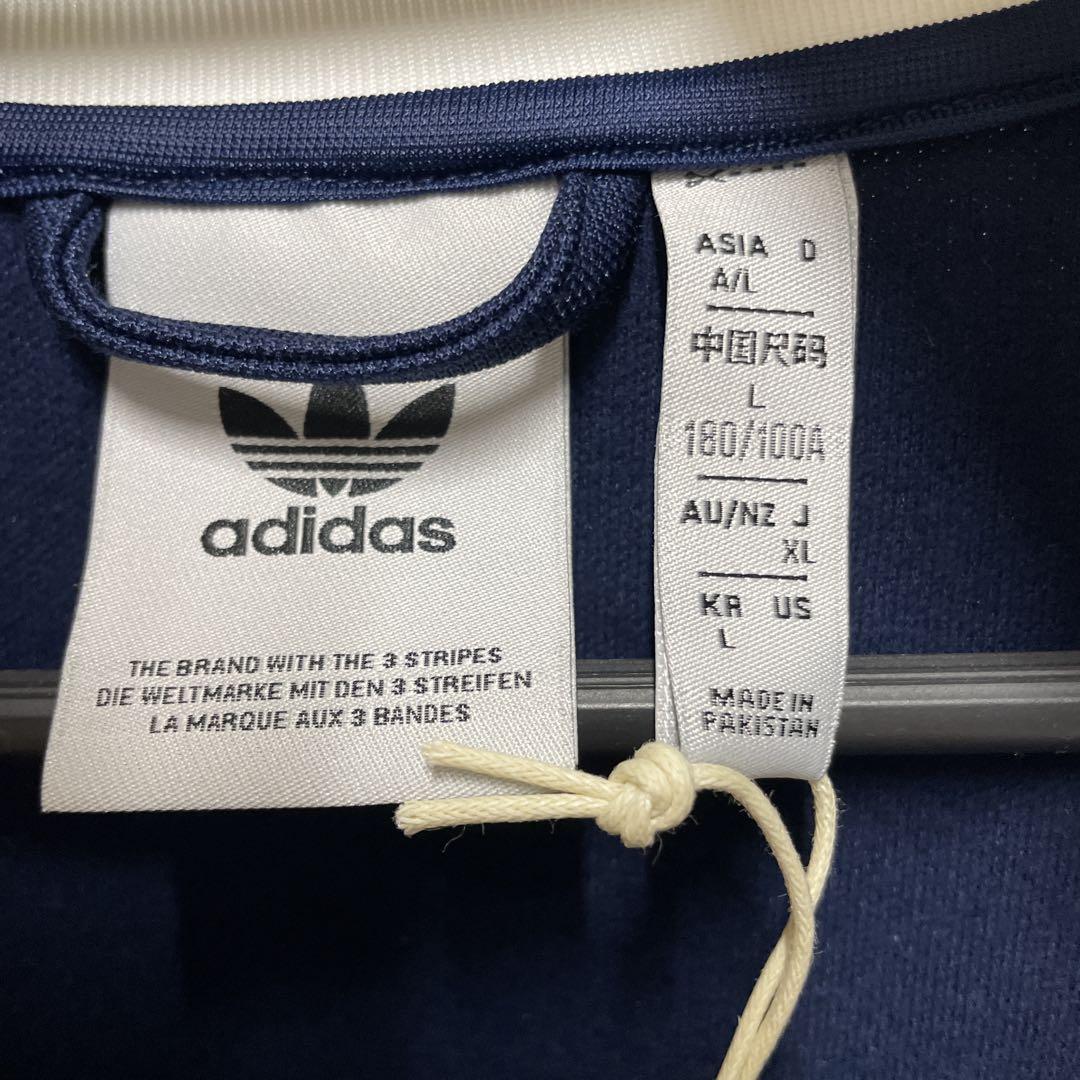 adidas
THE BRAND WITH THE 3 STRIPES
DIE WELTMARKE MIT DEN 3 STREIFEN
LA MARQUE AUX 3 BANDES
ASIA D
A/L
中国尺码
L
180/100A
AU/NZ J
XL
KR US
L
MADE IN
PAKISTAN